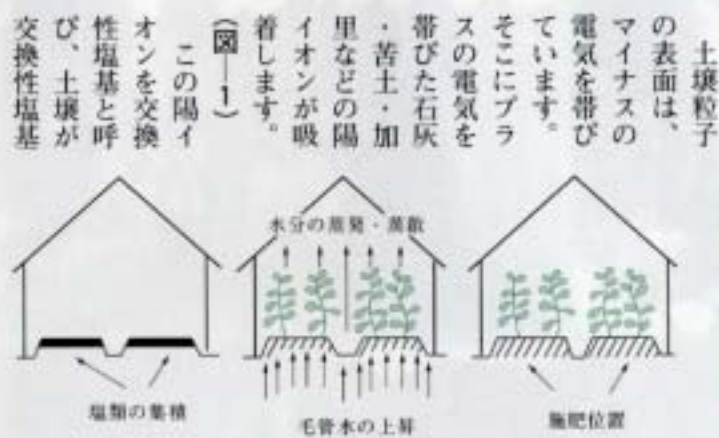 土壌粒子
の表面は、
マイナスの
電気を帯び
ています。
そこにプラ
スの電気を
帯びた石灰
・苦土・加
里などの陽
イオンが吸
着します。
(図―1)
この陽イ
オンを交換
性塩基と呼
び、土壌が
交換性塩基
施肥位置
水分の蒸発・蒸散
毛管水の上昇
塩類の集積